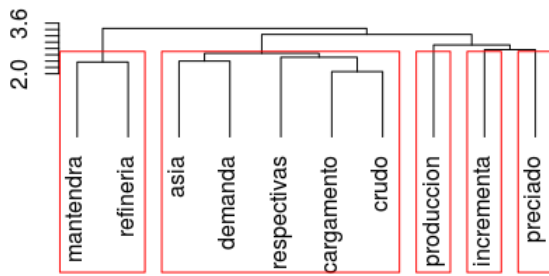 3.6
2.0
mantendra
refineria
asia
demanda
respectivas
cargamento
crudo
produccion
incrementa
preciado